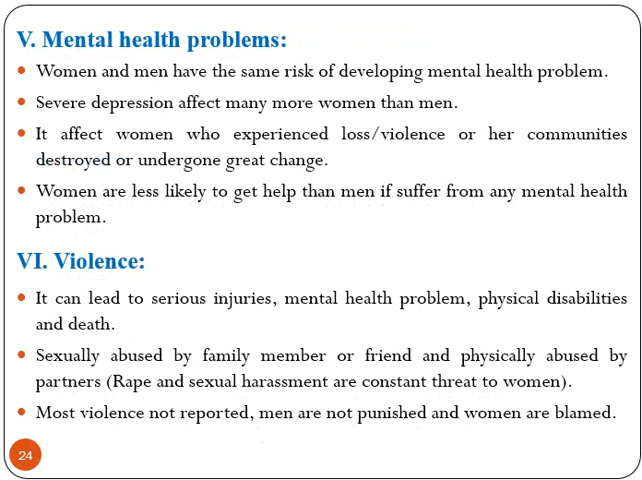 V. Mental health problems:
• Women and men have the same risk of developing mental health problem.
• Severe depression affect many more women than men.
• It affect women who experienced loss/violence or her communities
destroyed or undergone great change.
• Women are less likely to get help than men if suffer from any mental health
problem.
VI. Violence:
• It can lead to serious injuries, mental health problem, physical disabilities
and death.
• Sexually abused by family member or friend and physically abused by
partners (Rape and sexual harassment are constant threat to women).
• Most violence not reported, men are not punished and women are blamed.
24